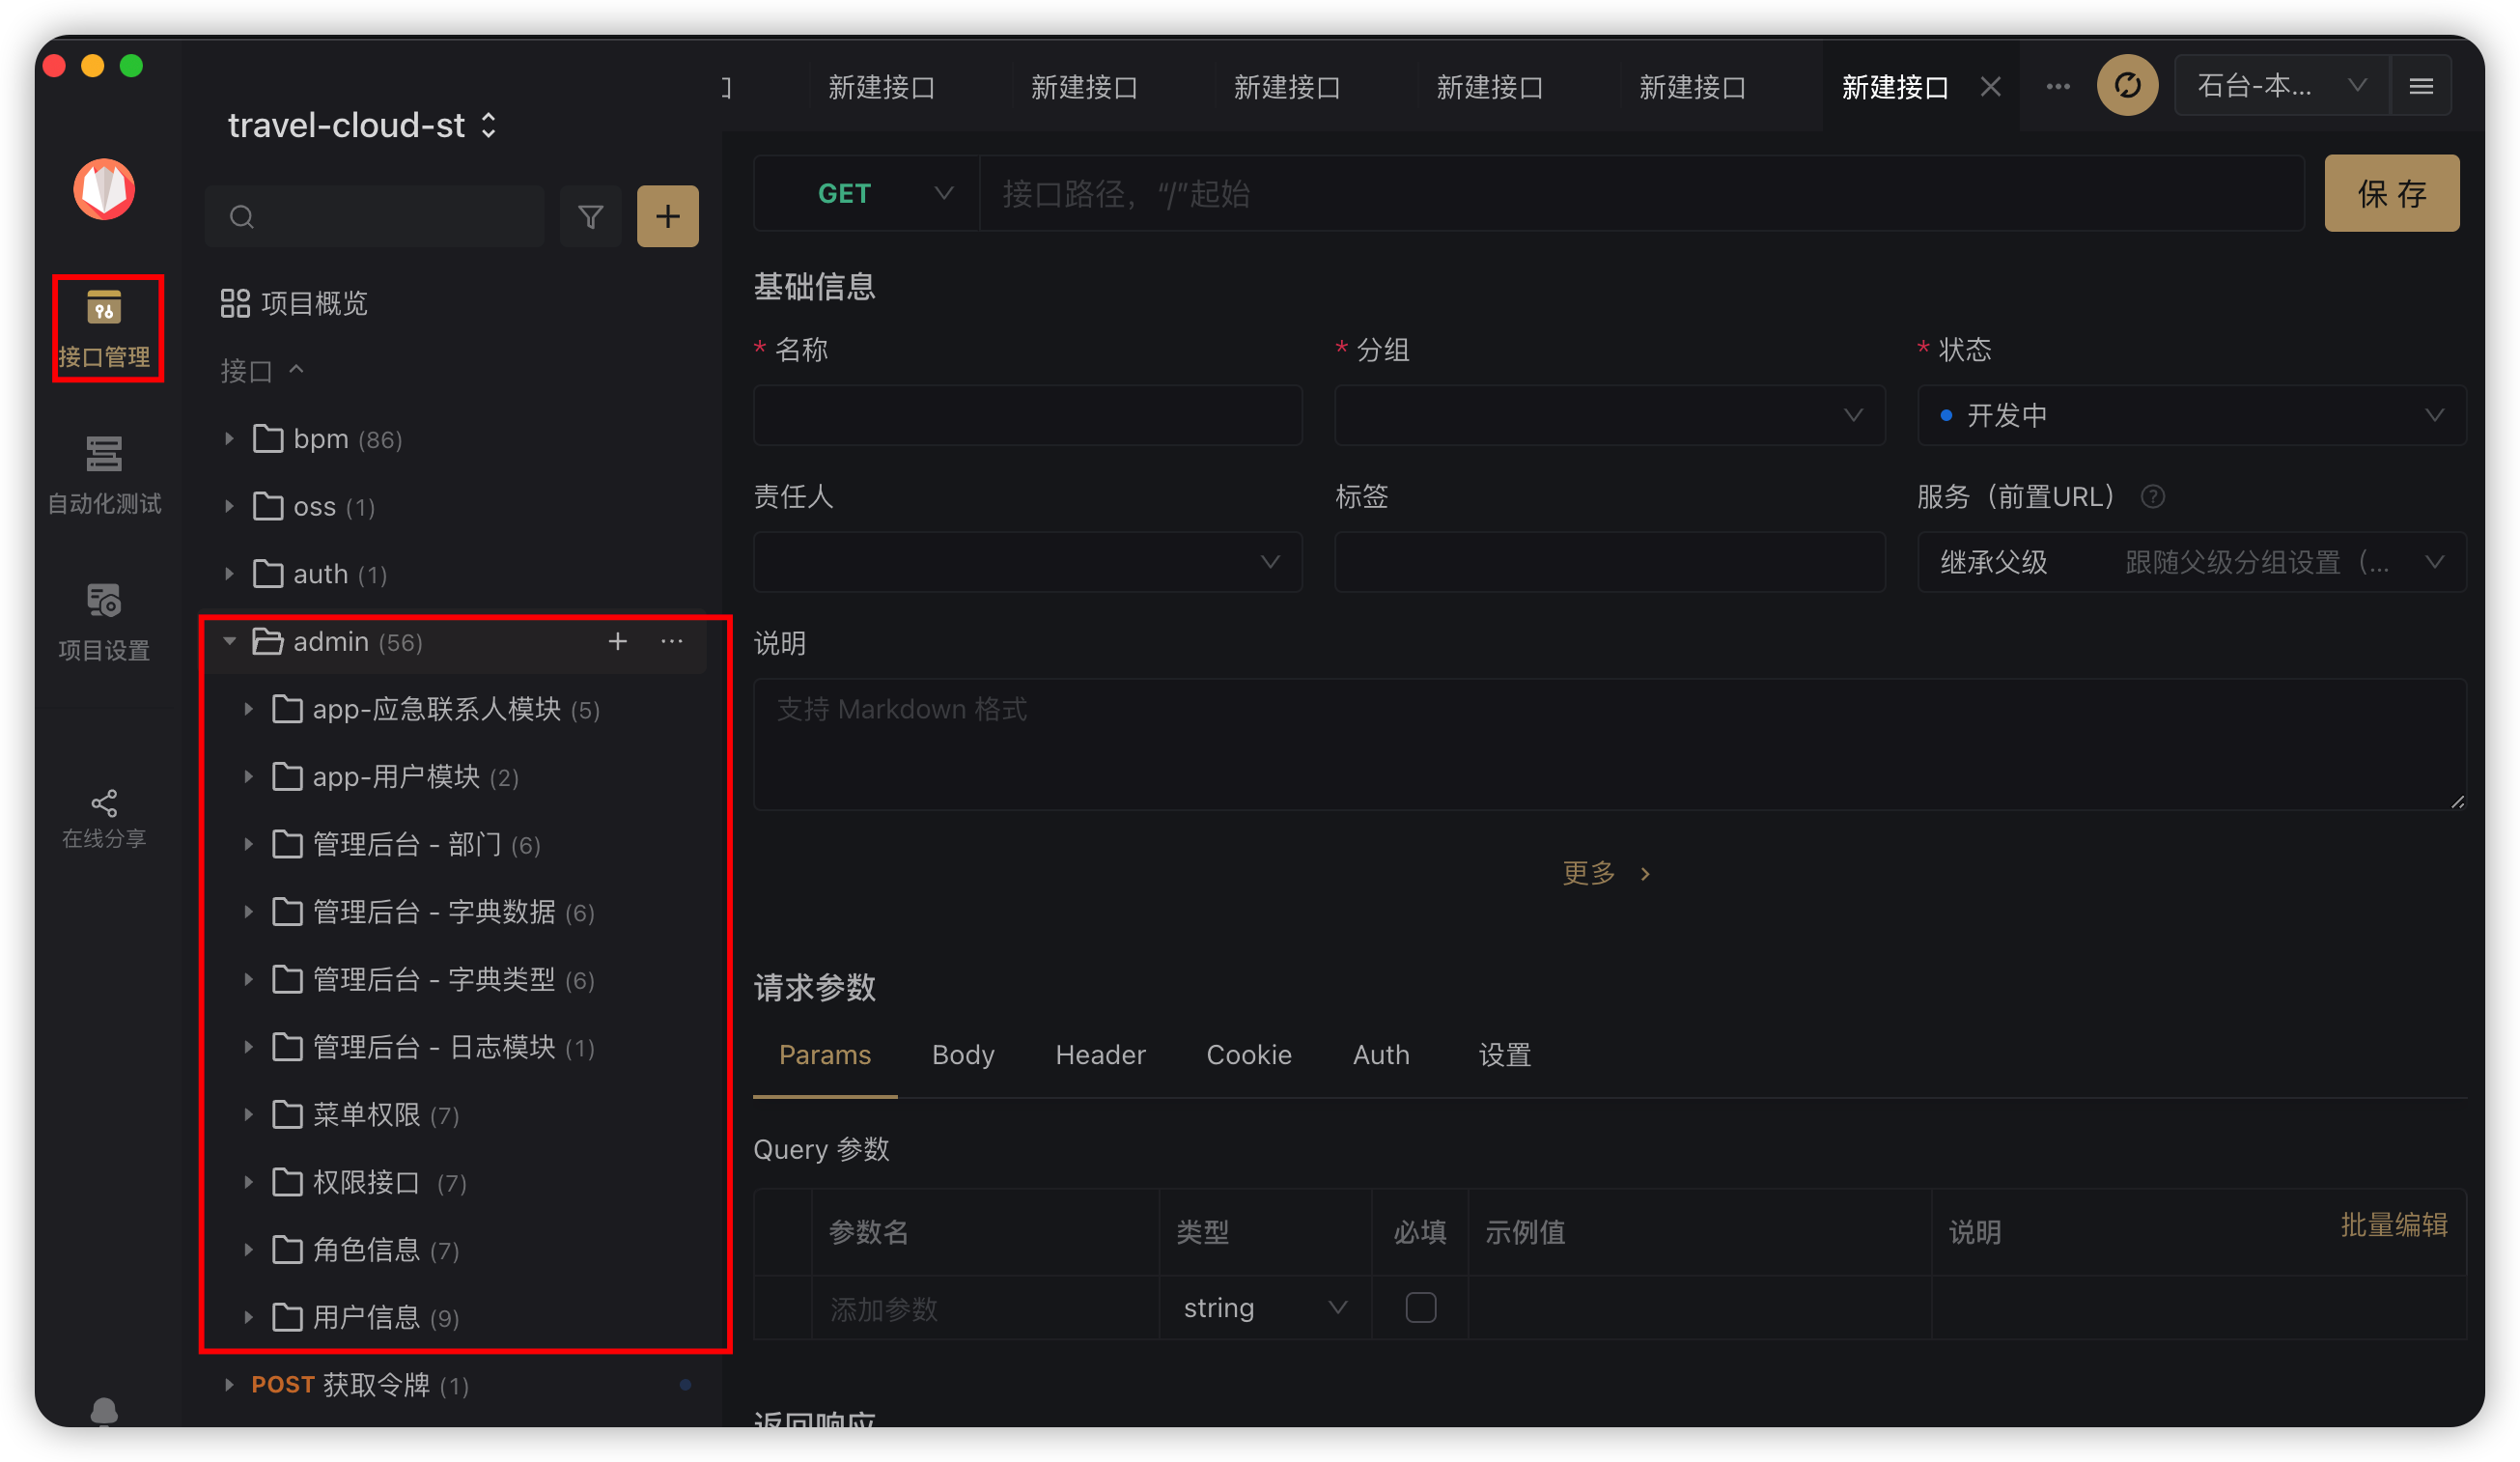 新建接口
新建接口
新建接口
新建接口
新建接口
新建接口
石台-本...
travel-cloud-st
接口管理
自动化测试
项目设置
在线分享
项目概览
接口
bpm (86)
oss (1)
auth (1)
admin (56)
app-应急联系人模块 (5)
app-用户模块 (2)
管理后台 - 部门 (6)
管理后台 - 字典数据 (6)
管理后台 - 字典类型 (6)
管理后台 - 日志模块 (1)
菜单权限 (7)
权限接口 (7)
角色信息 (7)
用户信息 (9)
POST 获取令牌 (1)
GET
接口路径，“/”起始
保 存
基础信息
* 名称
* 分组
* 状态
开发中
责任人
标签
服务（前置URL）
继承父级 跟随父级分组设置（...
说明
支持 Markdown 格式
更多
请求参数
Params Body Header Cookie Auth 设置
Query 参数
参数名 类型 必填 示例值 说明 批量编辑
添加参数 string
返回响应